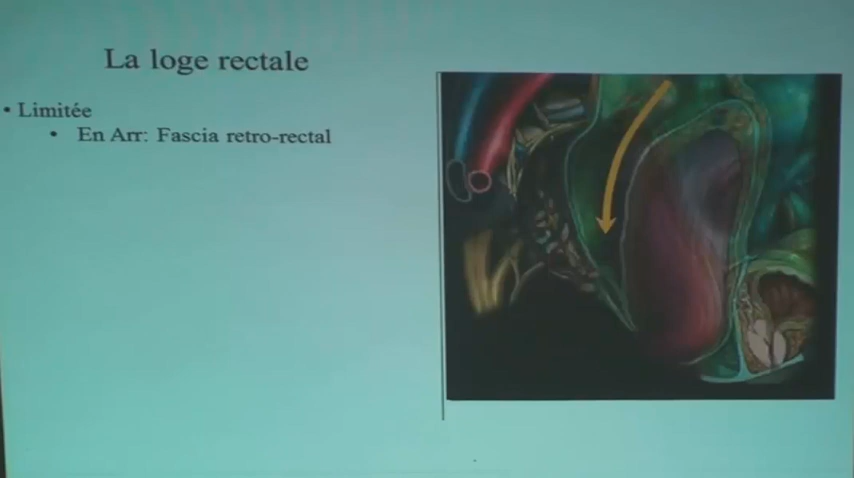 La loge rectale
• Limitée
• En Arr: Fascia retro-rectal